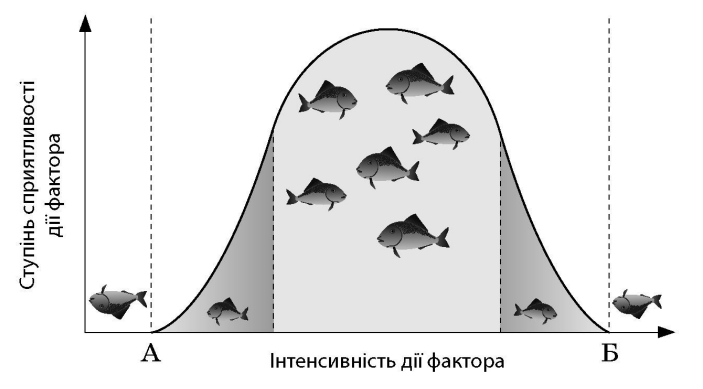 Ступінь сприятливості
дії фактора
А
Б
Інтенсивність дії фактора